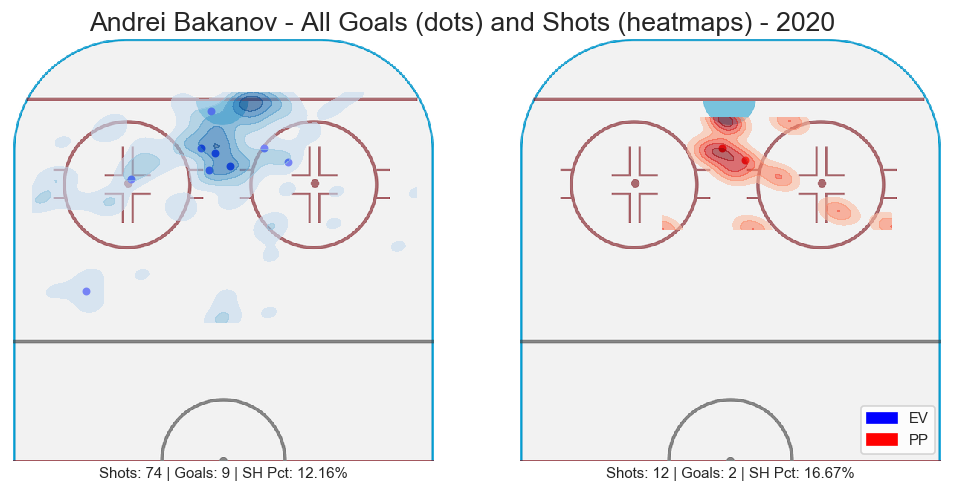 Andrei Bakanov - All Goals (dots) and Shots (heatmaps) - 2020
EV
PP
Shots: 74 | Goals: 9 | SH Pct: 12.16%
Shots: 12 | Goals: 2 | SH Pct: 16.67%